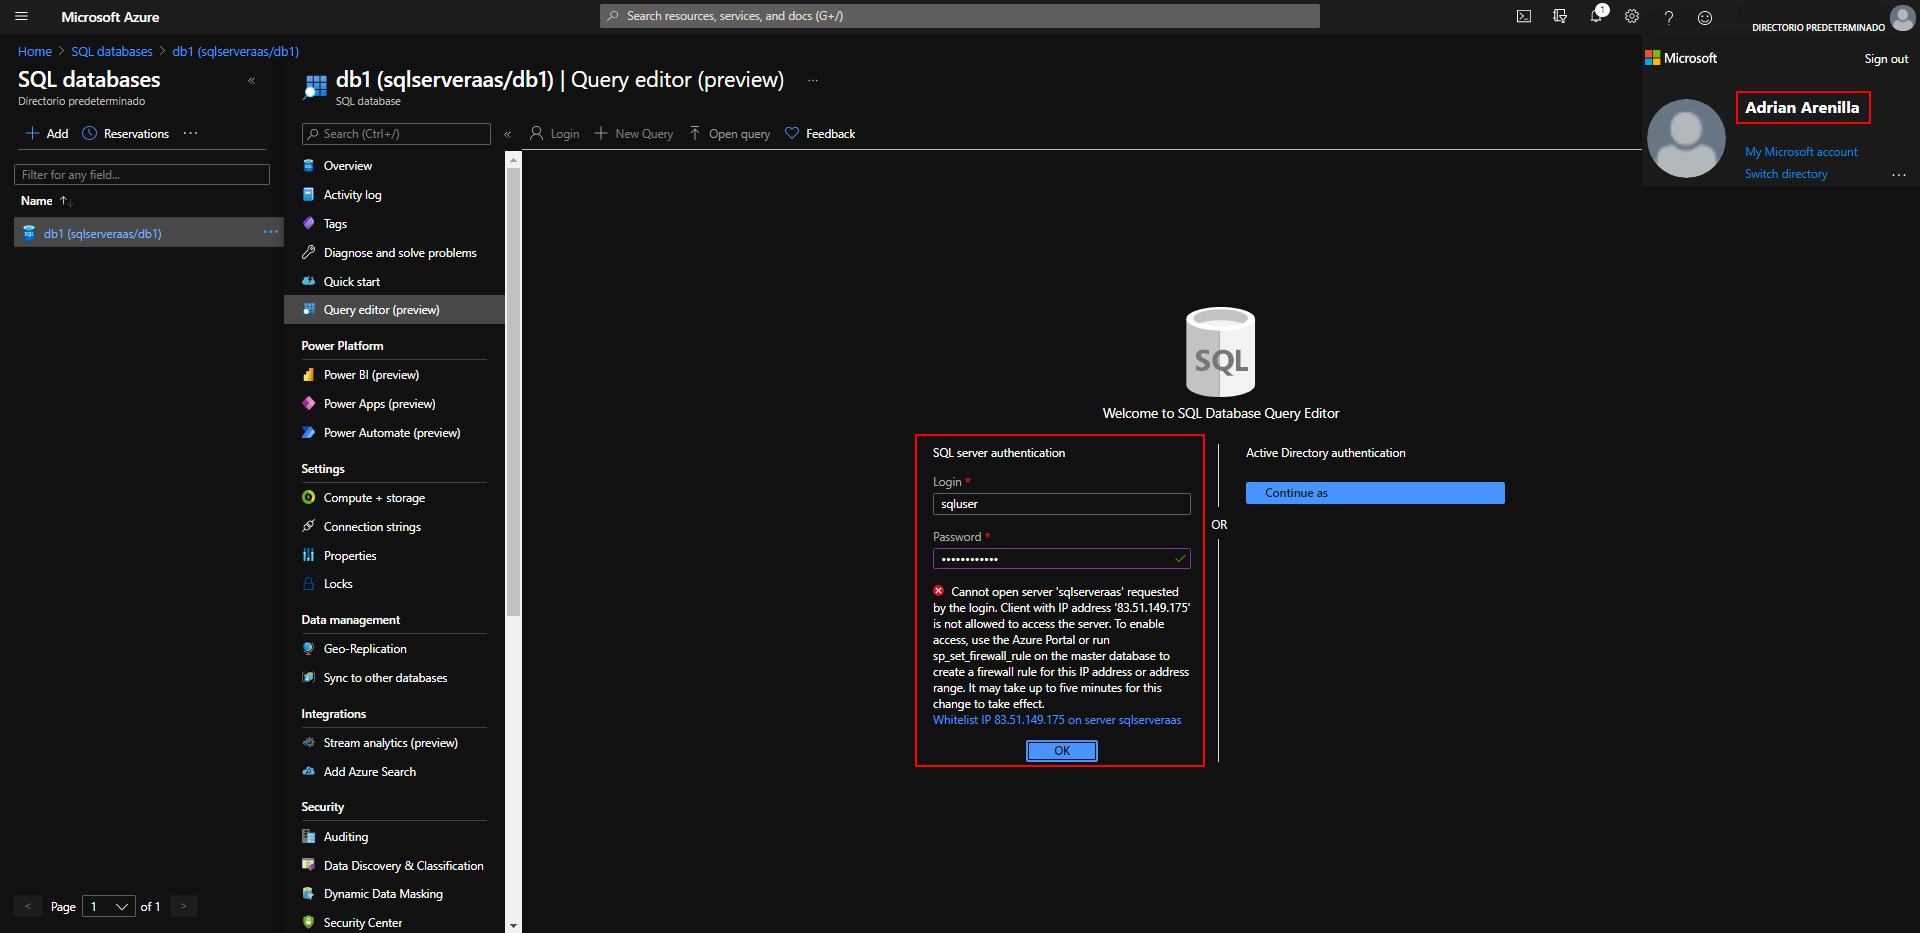 Microsoft Azure
Search resources, services, and docs (G+/)
1
DIRECTORIO PREDETERMINADO
Home > SQL databases > db1 (sqlserveraas/db1)
Microsoft
Sign out
Adrian Arenilla
My Microsoft account
Switch directory
...
SQL databases
«
Directorio predeterminado
Add
Reservations
...
Filter for any field...
Name ↑↓
db1 (sqlserveraas/db1)
...
< Page 1 of 1 >
db1 (sqlserveraas/db1) | Query editor (preview)
...
SQL database
Search (Ctrl+/)
«
Login
New Query
Open query
Feedback
Overview
Activity log
Tags
Diagnose and solve problems
Quick start
Query editor (preview)
Power Platform
Power BI (preview)
Power Apps (preview)
Power Automate (preview)
Settings
Compute + storage
Connection strings
Properties
Locks
Data management
Geo-Replication
Sync to other databases
Integrations
Stream analytics (preview)
Add Azure Search
Security
Auditing
Data Discovery & Classification
Dynamic Data Masking
Security Center
SQL
Welcome to SQL Database Query Editor
SQL server authentication
Login *
sqluser
Password *
••••••••••••
Cannot open server 'sqlserveraas' requested
by the login. Client with IP address '83.51.149.175'
is not allowed to access the server. To enable
access, use the Azure Portal or run
sp_set_firewall_rule on the master database to
create a firewall rule for this IP address or address
range. It may take up to five minutes for this
change to take effect.
Whitelist IP 83.51.149.175 on server sqlserveraas
OK
OR
Active Directory authentication
Continue as